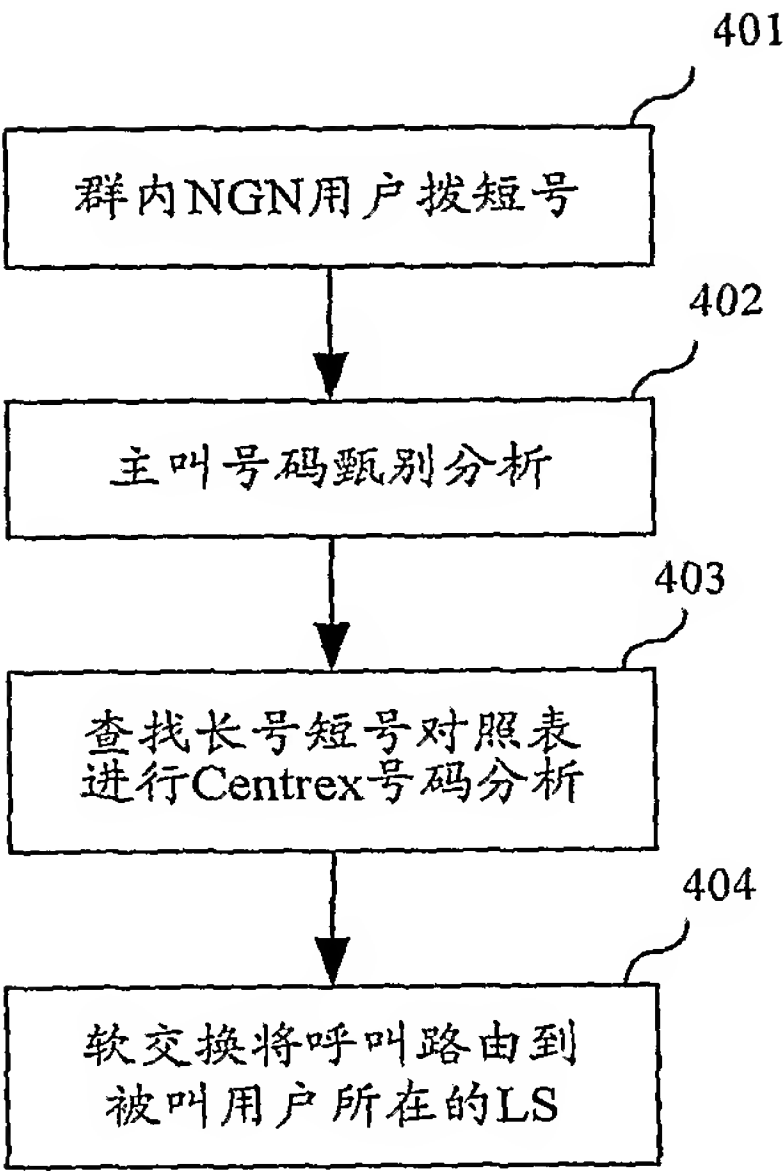 401
群内NGN用户拨短号
402
主叫号码甄别分析
403
查找长号短号对照表
进行Centrex号码分析
404
软交换将呼叫路由到
被叫用户所在的LS